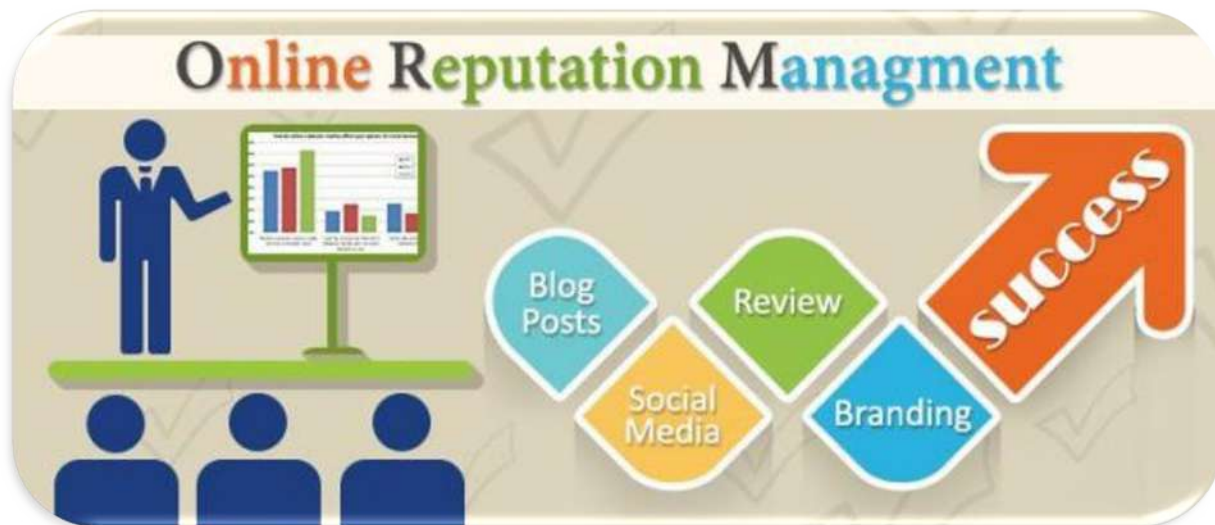 Online Reputation Managment
Blog
Posts
Social
Media
Review
Branding
success